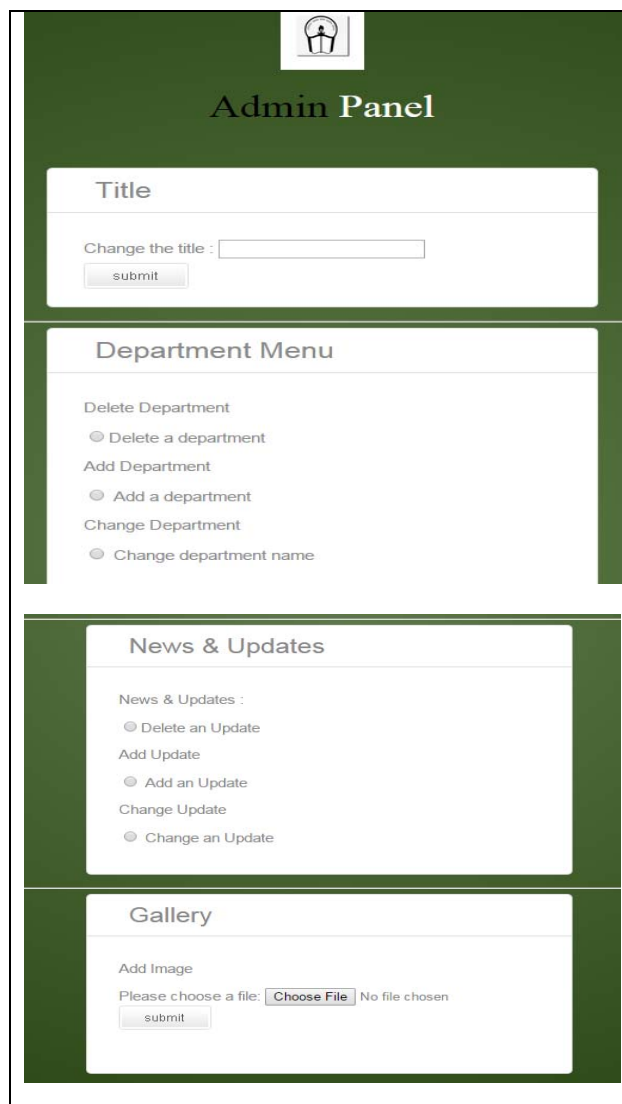 Admin Panel
Title
Change the title :
submit
Department Menu
Delete Department
Delete a department
Add Department
Add a department
Change Department
Change department name
News & Updates
News & Updates :
Delete an Update
Add Update
Add an Update
Change Update
Change an Update
Gallery
Add Image
Please choose a file: Choose File No file chosen
submit